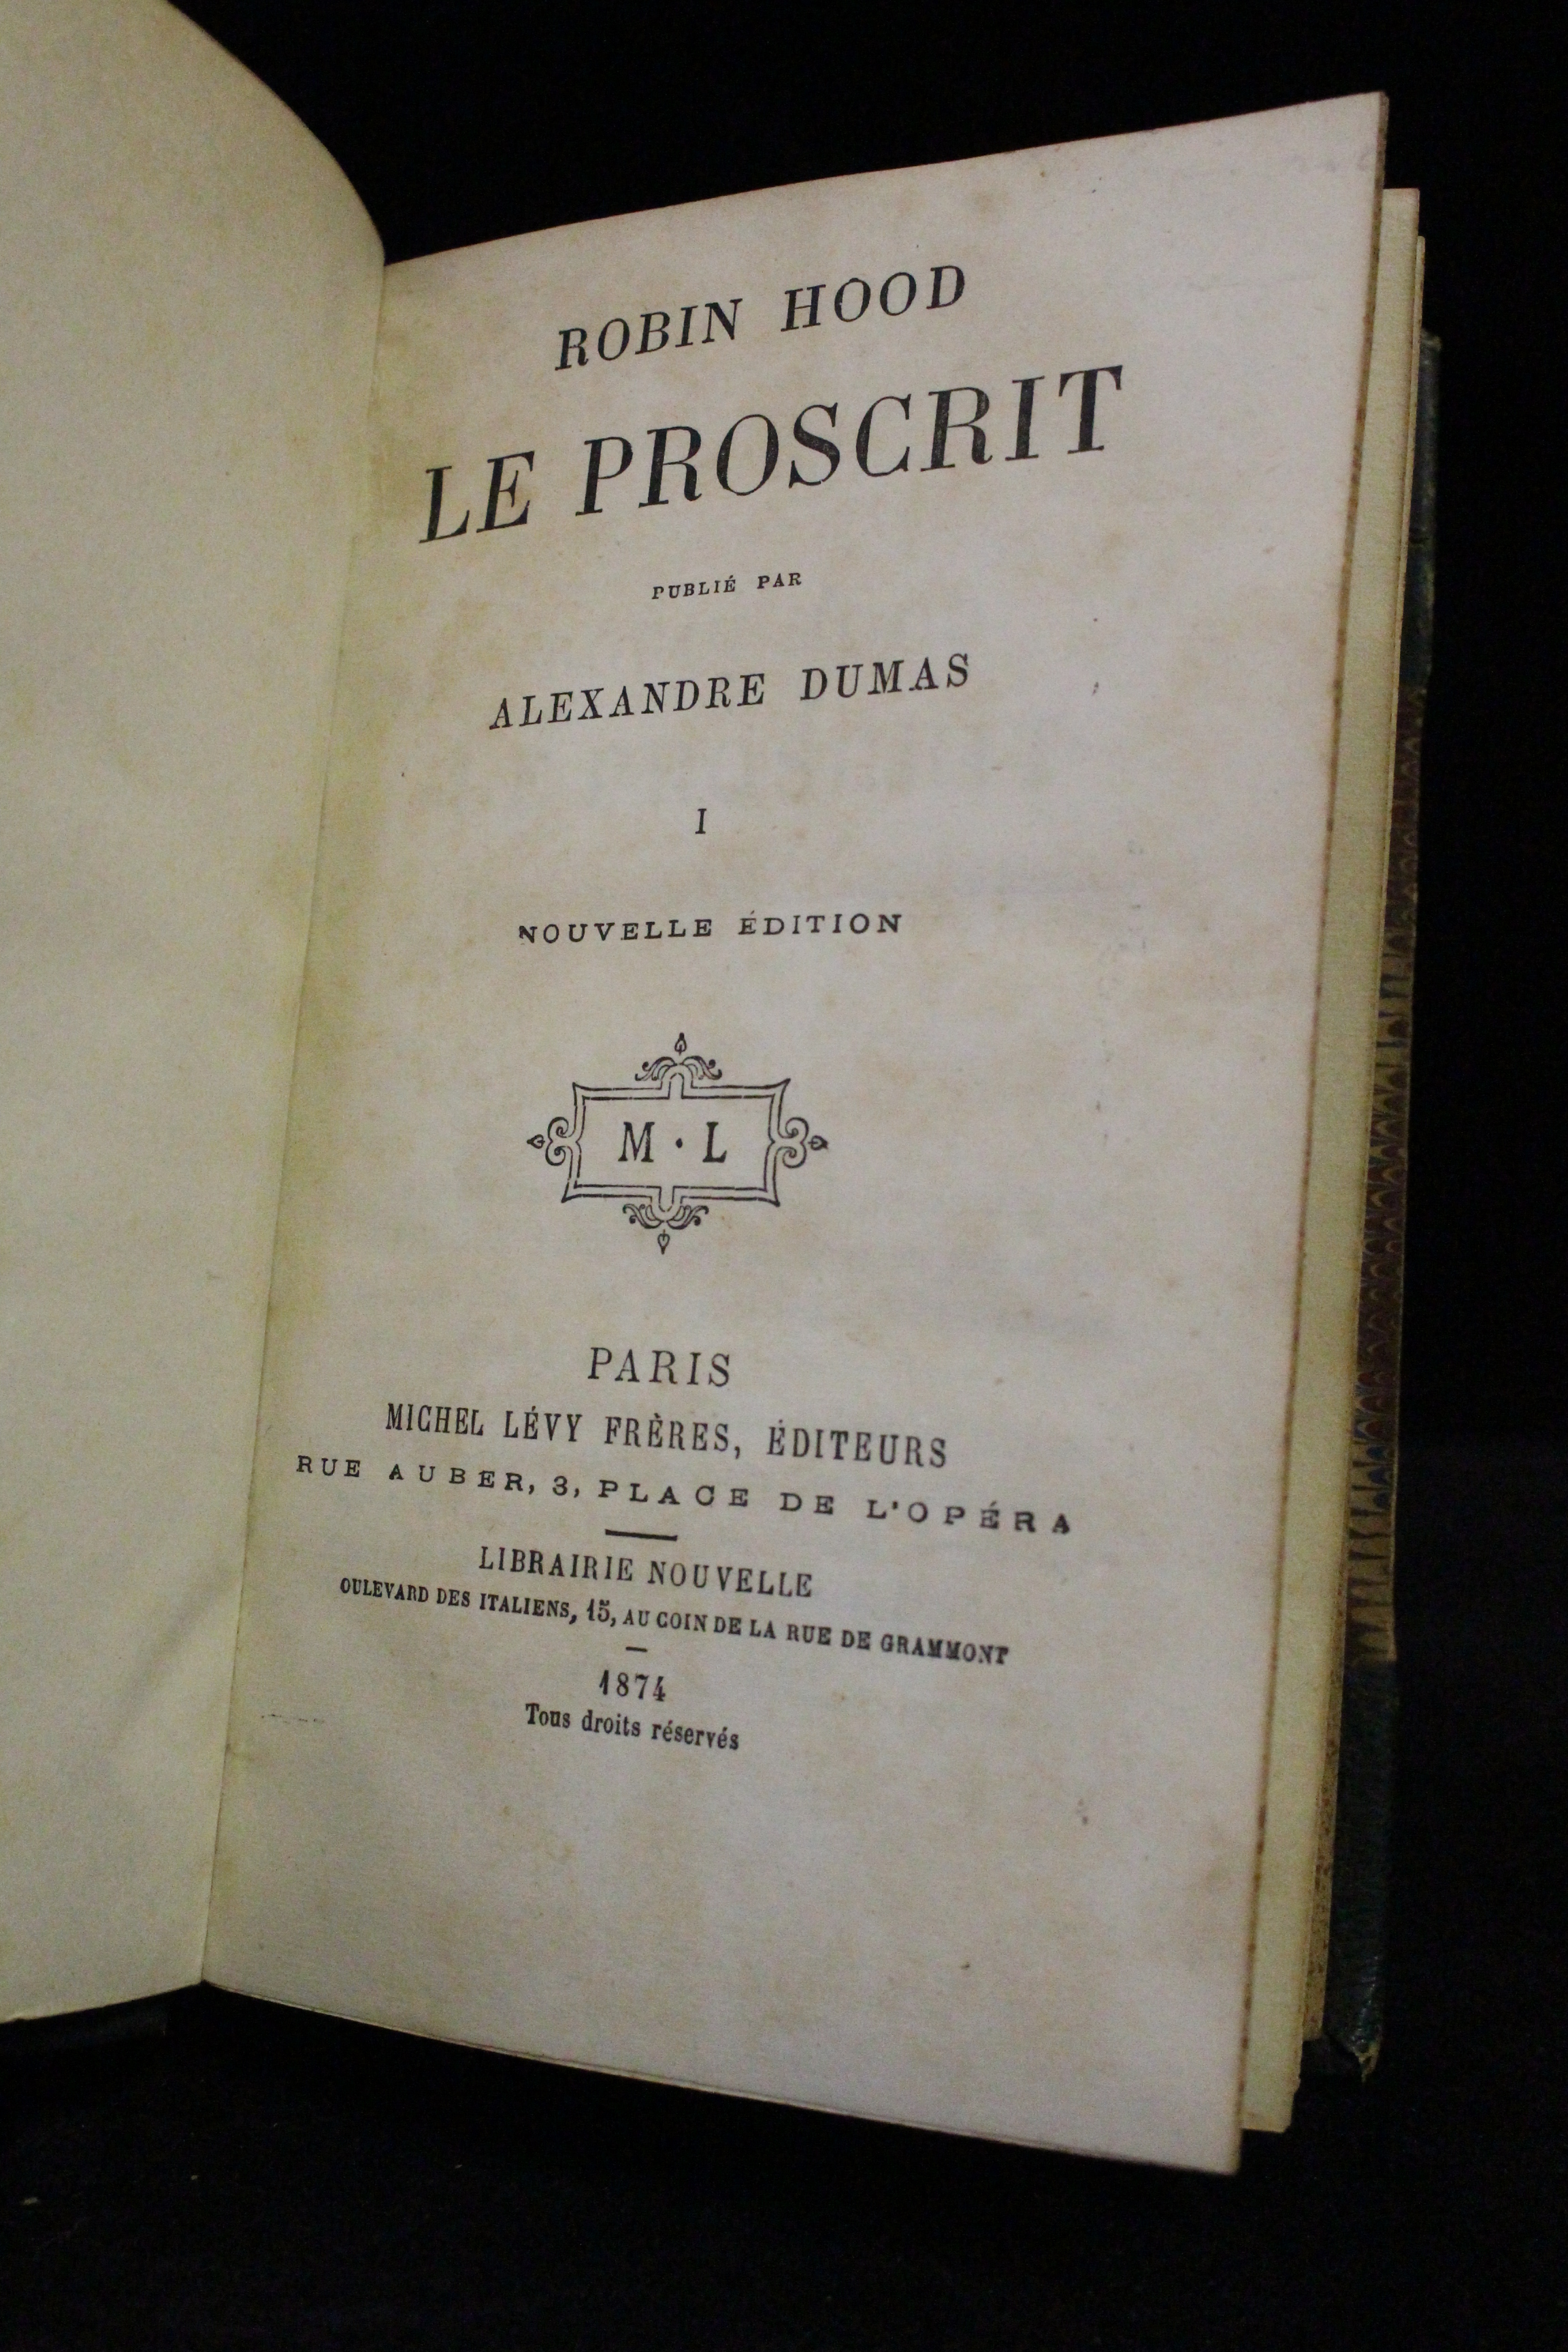 ROBIN HOOD
LE PROSCRIT
PUBLIÉ PAR
ALEXANDRE DUMAS
I
NOUVELLE ÉDITION
M · L
PARIS
MICHEL LÉVY FRÈRES, ÉDITEURS
RUE AUBER, 3, PLACE DE L'OPÉRA
LIBRAIRIE NOUVELLE
OULEVARD DES ITALIENS, 15, AU COIN DE LA RUE DE GRAMMONT
1874
Tous droits réservés